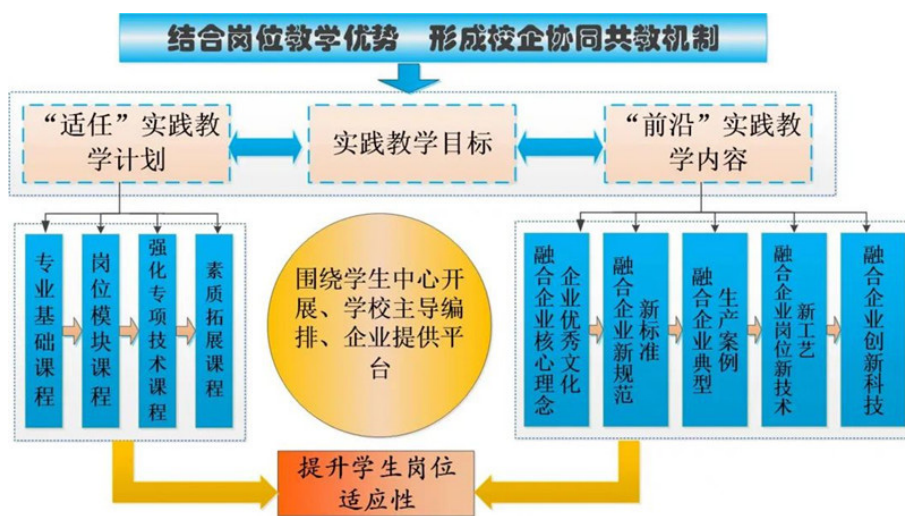 结合岗位教学优势 形成校企协同共教机制
“适任”实践教
学计划
实践教学目标
“前沿”实践教
学内容
专业基础课程
岗位模块课程
强化专项技术课程
素质拓展课程
围绕学生中心开
展、学校主导编
排、企业提供平
台
企业优秀文化
融合企业核心理念
新标准
融合企业新规范
生产案例
融合企业典型
新工艺
融合企业岗位新技术
融合企业创新科技
提升学生岗位
适应性